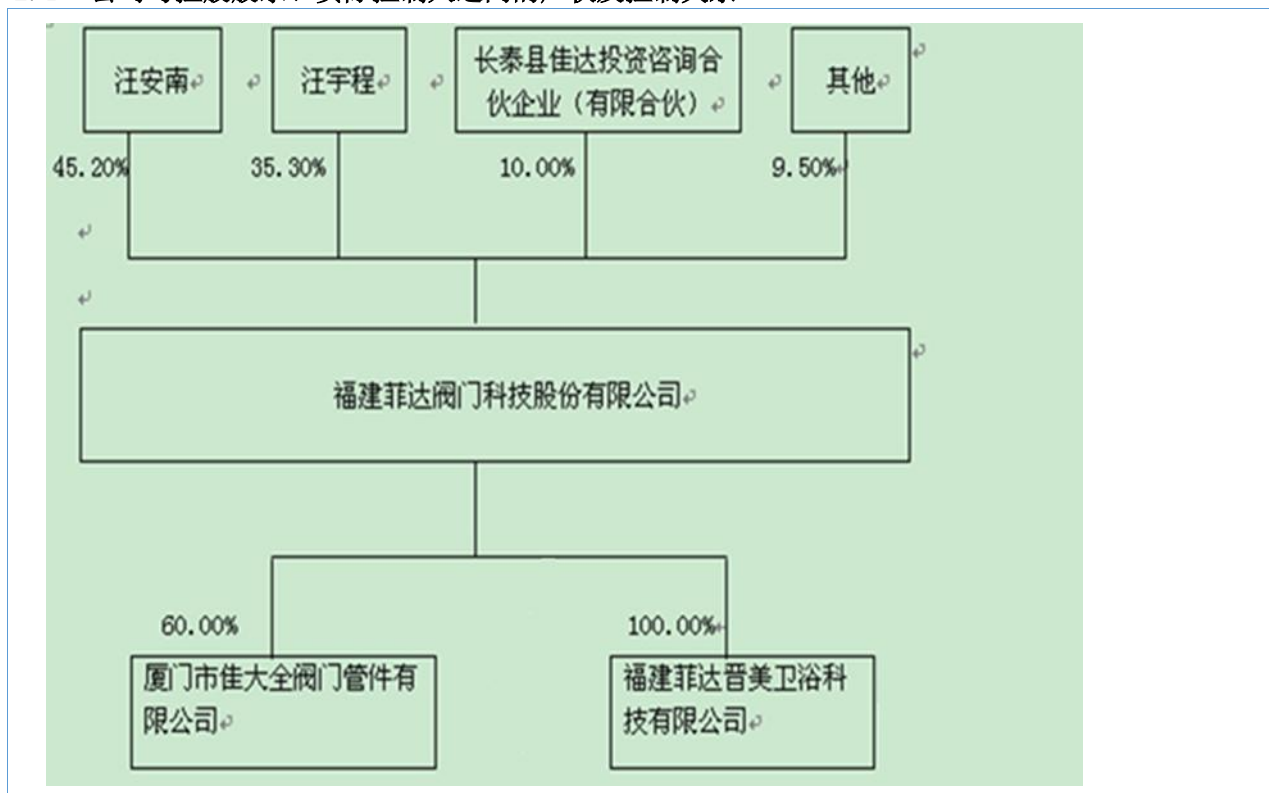 汪安南
汪宇程
长泰县佳达投资咨询合
伙企业（有限合伙）
其他
45.20%
35.30%
10.00%
9.50%
福建菲达阀门科技股份有限公司
60.00%
100.00%
厦门市佳大全阀门管件有
限公司
福建菲达晋美卫浴科
技有限公司